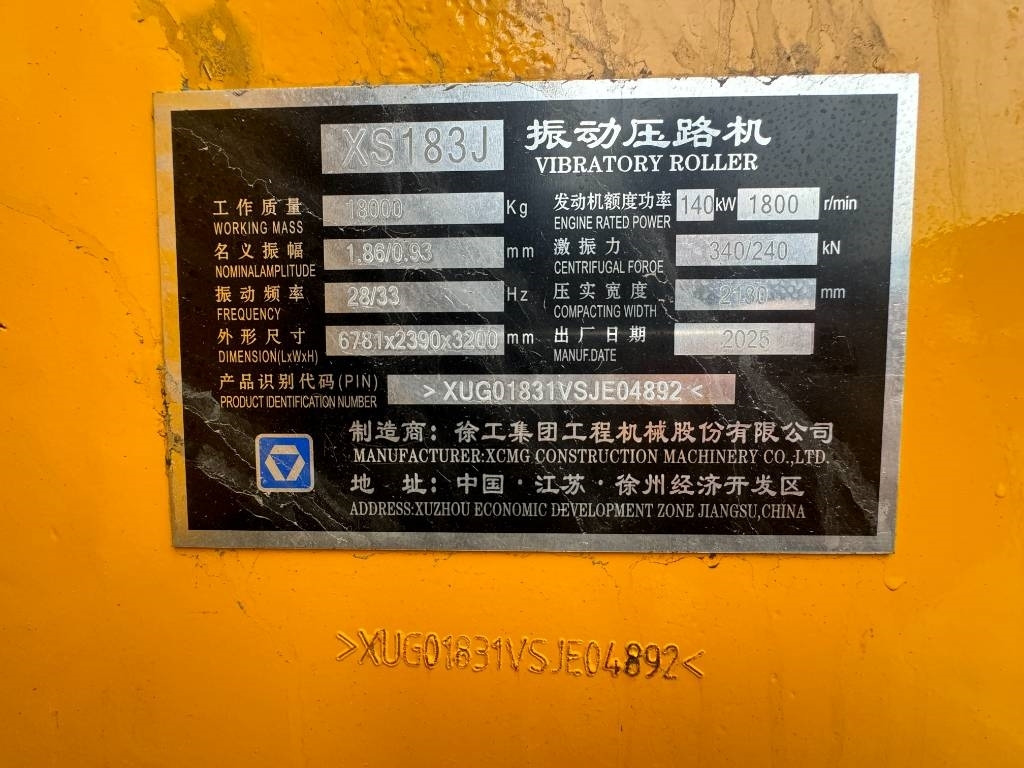 XS183J 振动压路机
VIBRATORY ROLLER
工作质量 18000 Kg 发动机额度功率 140 kW 1800 r/min
WORKING MASS ENGINE RATED POWER
名义振幅 1.86/0.93 mm 激振力 340/240 kN
NOMINALAMPLITUDE CENTRIFUGAL FORQE
振动频率 28/33 Hz 压实宽度 2130 mm
FREQUENCY COMPACTING WIDTH
外形尺寸 6781x2390x3200 mm 出厂日期 2025
DIMENSION(LxWxH) MANUF.DATE
产品识别代码(PIN) >XUG01831VSJE04892<
PRODUCT IDENTIFICATION NUMBER
制造商：徐工集团工程机械股份有限公司
MANUFACTURER:XCMG CONSTRUCTION MACHINERY CO.,LTD.
地 址：中国·江苏·徐州经济开发区
ADDRESS:XUZHOU ECONOMIC DEVELOPMENT ZONE JIANGSU,CHINA
>XUG01831VSJE04892<